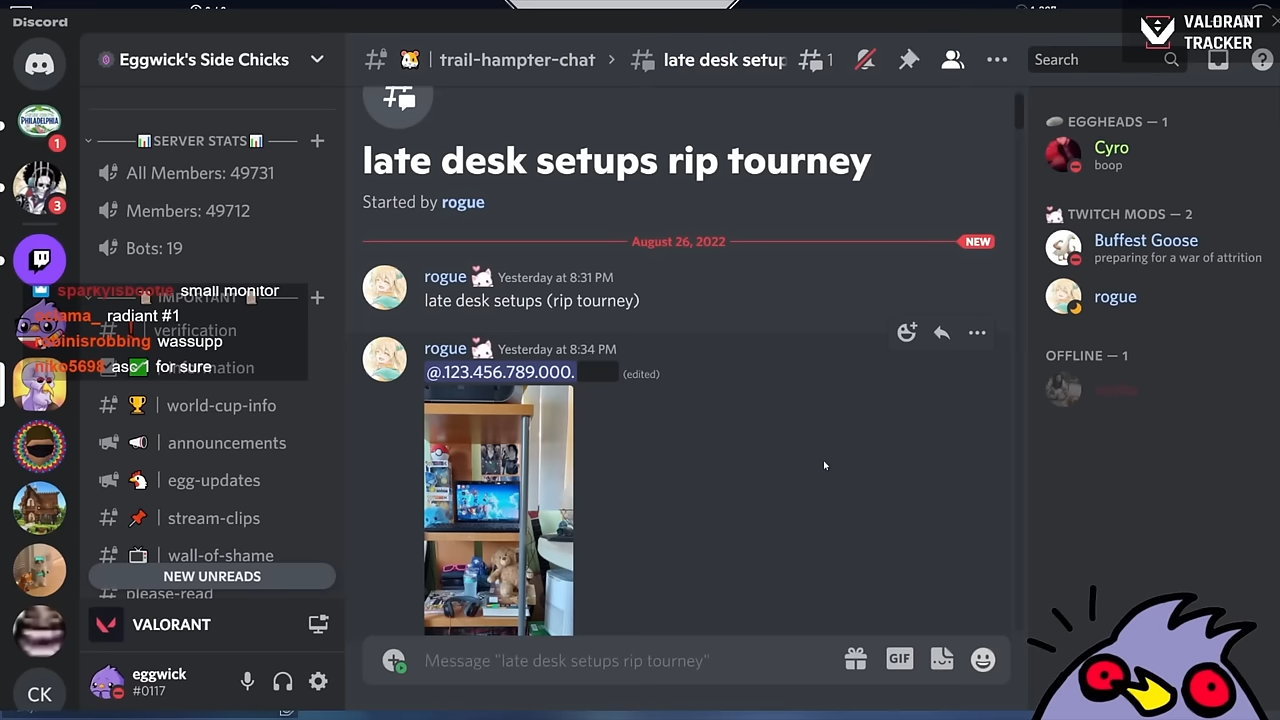 Discord
VALORANT
TRACKER
Eggwick's Side Chicks
| trail-hampter-chat
late desk setup
1
Search
1
3
SERVER STATS
All Members: 49731
Members: 49712
Bots: 19
IMPORTANT
sparkyisbootie small monitor
radiant #1
verification
wassupp
niko5698 asc 1 for sure
| world-cup-info
| announcements
| egg-updates
| stream-clips
| wall-of-shame
NEW UNREADS
please-read
VALORANT
eggwick
#0117
CK
late desk setups rip tourney
Started by rogue
August 26, 2022
NEW
rogue Yesterday at 8:31 PM
late desk setups (rip tourney)
rogue Yesterday at 8:34 PM
@.123.456.789.000. (edited)
Message "late desk setups rip tourney"
GIF
EGGHEADS — 1
Cyro
boop
TWITCH MODS — 2
Buffest Goose
preparing for a war of attrition
rogue
OFFLINE — 1